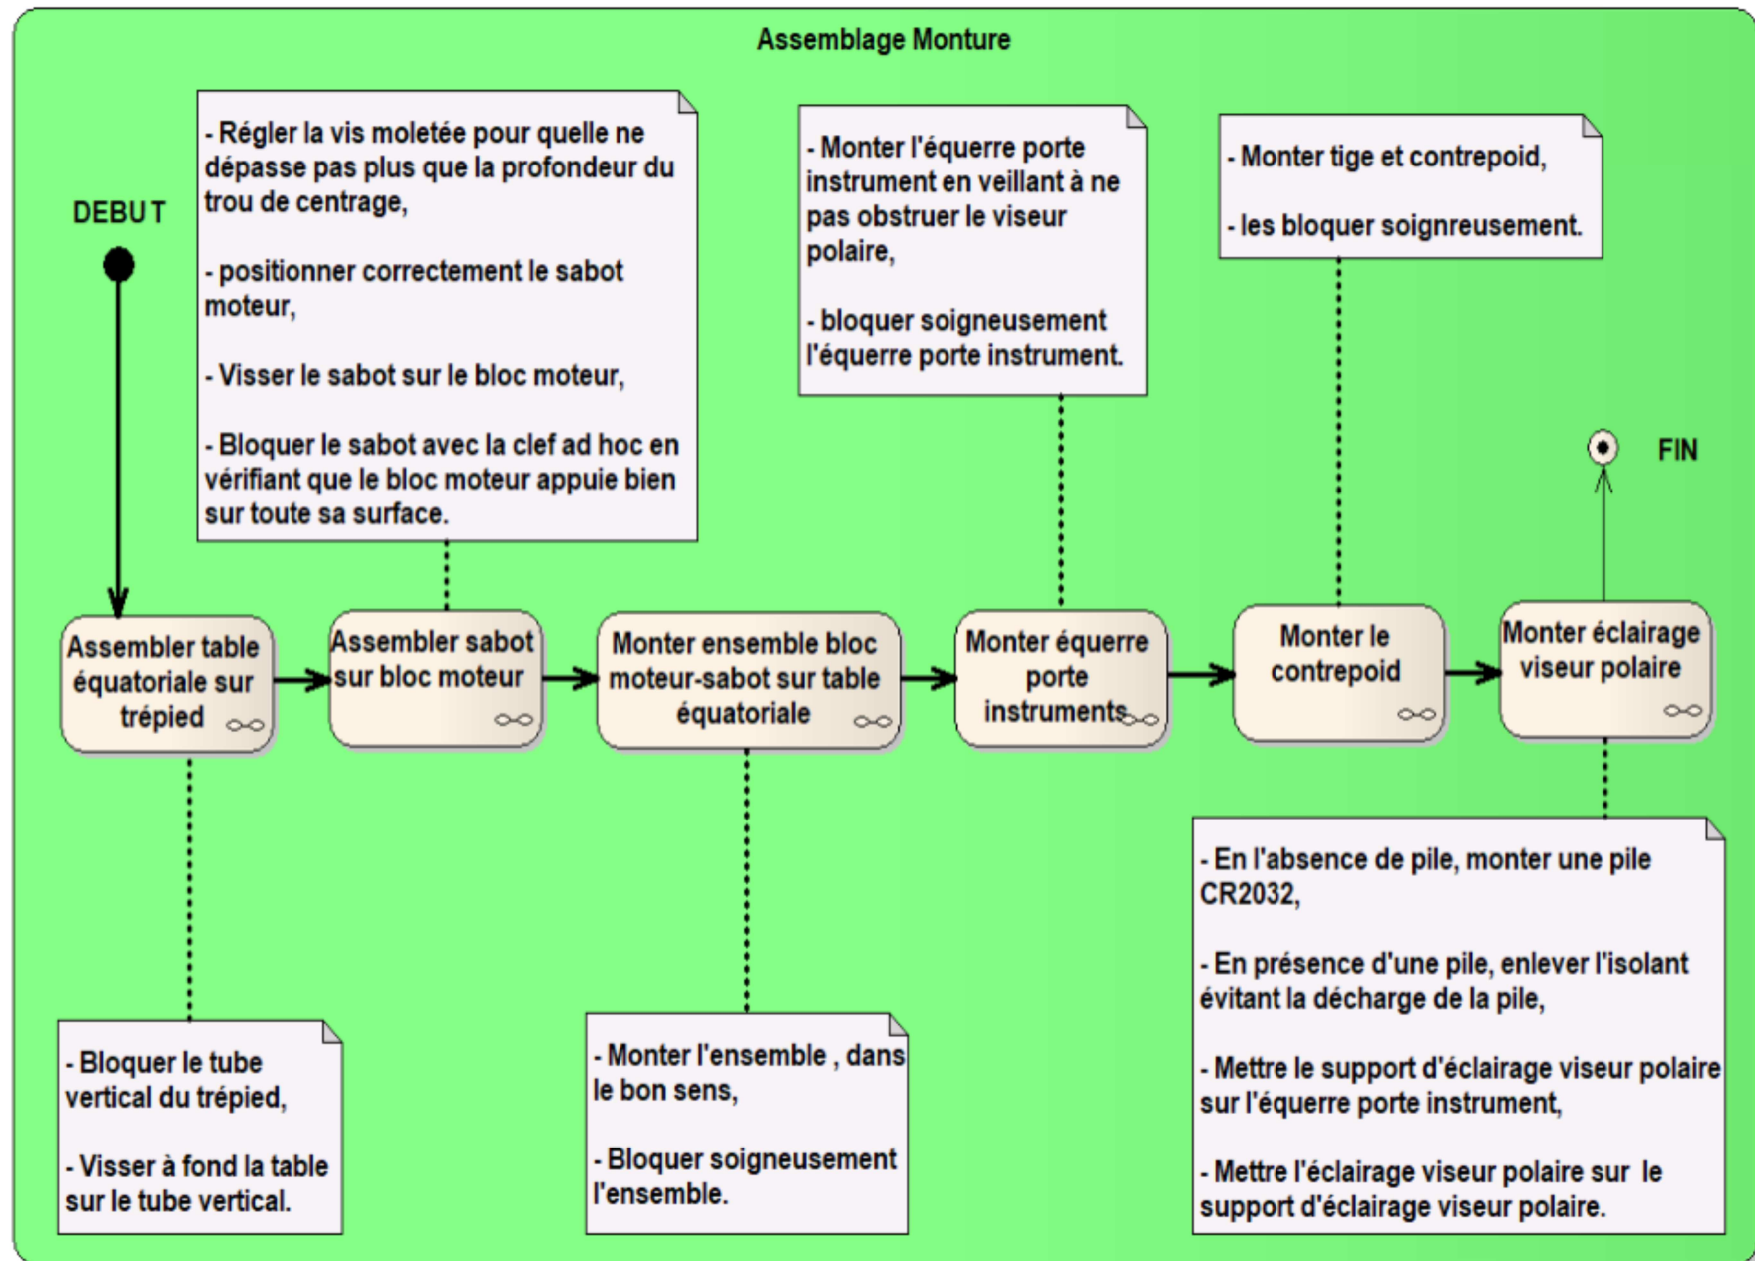 Assemblage Monture
DEBUT
- Régler la vis moletée pour quelle ne
dépasse pas plus que la profondeur du
trou de centrage,
- positionner correctement le sabot
moteur,
- Visser le sabot sur le bloc moteur,
- Bloquer le sabot avec la clef ad hoc en
vérifiant que le bloc moteur appuie bien
sur toute sa surface.
- Monter l'équerre porte
instrument en veillant à ne
pas obstruer le viseur
polaire,
- bloquer soigneusement
l'équerre porte instrument.
- Monter tige et contrepoid,
- les bloquer soignreusement.
FIN
Assembler table
équatoriale sur
trépied
Assembler sabot
sur bloc moteur
Monter ensemble bloc
moteur-sabot sur table
équatoriale
Monter équerre
porte
instruments
Monter le
contrepoid
Monter éclairage
viseur polaire
- Bloquer le tube
vertical du trépied,
- Visser à fond la table
sur le tube vertical.
- Monter l'ensemble , dans
le bon sens,
- Bloquer soigneusement
l'ensemble.
- En l'absence de pile, monter une pile
CR2032,
- En présence d'une pile, enlever l'isolant
évitant la décharge de la pile,
- Mettre le support d'éclairage viseur polaire
sur l'équerre porte instrument,
- Mettre l'éclairage viseur polaire sur le
support d'éclairage viseur polaire.